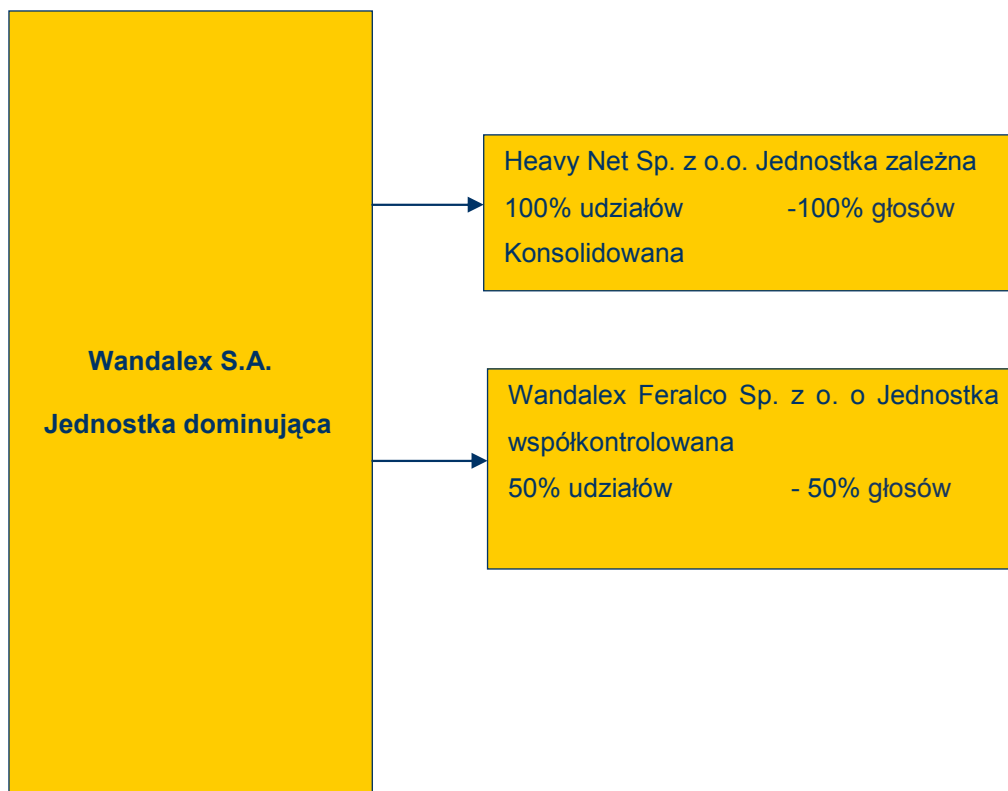 Wandalex S.A.
Jednostka dominująca
Heavy Net Sp. z o.o. Jednostka zależna
100% udziałów -100% głosów
Konsolidowana
Wandalex Feralco Sp. z o. o Jednostka
współkontrolowana
50% udziałów - 50% głosów